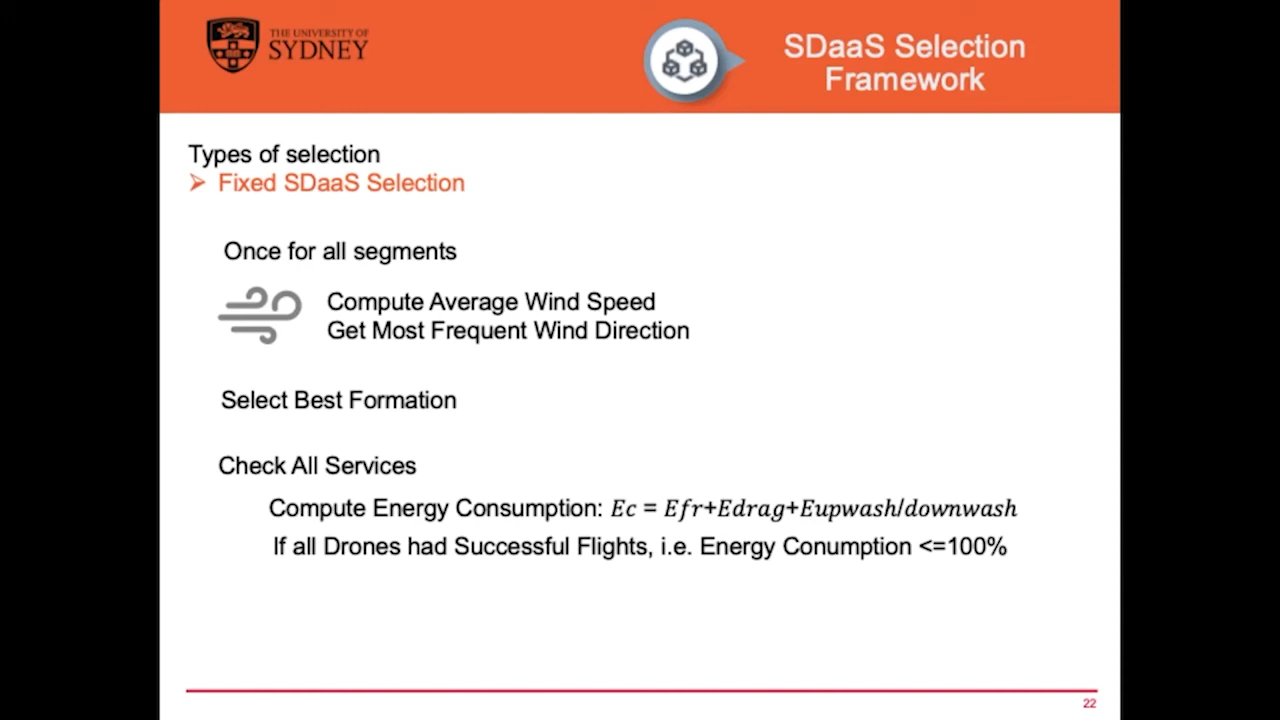 THE UNIVERSITY OF
SYDNEY
SDaaS Selection
Framework
Types of selection
➢ Fixed SDaaS Selection
Once for all segments
Compute Average Wind Speed
Get Most Frequent Wind Direction
Select Best Formation
Check All Services
Compute Energy Consumption: Ec = Efr+Edrag+Eupwash/downwash
If all Drones had Successful Flights, i.e. Energy Conumption <=100%
22